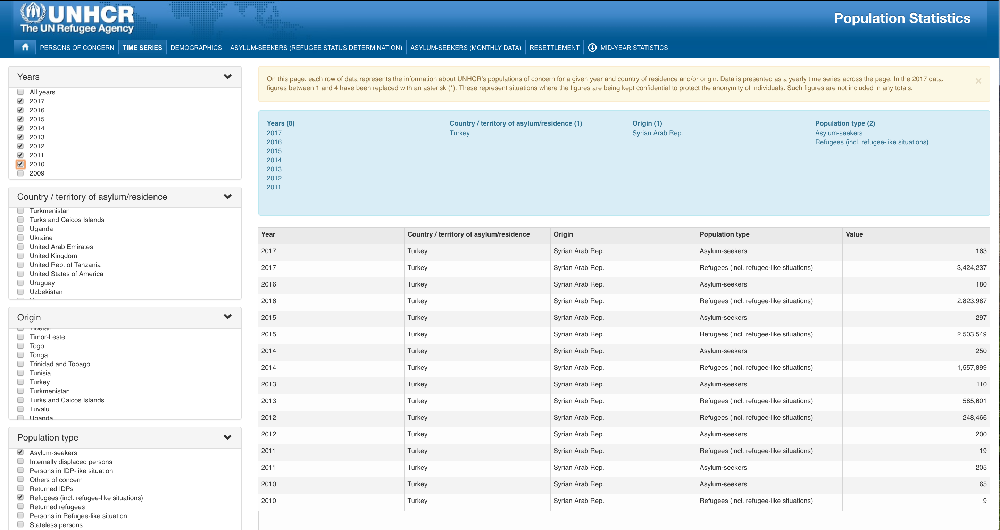 UNHCR
The UN Refugee Agency
Population Statistics
PERSONS OF CONCERN
TIME SERIES
DEMOGRAPHICS
ASYLUM-SEEKERS (REFUGEE STATUS DETERMINATION)
ASYLUM-SEEKERS (MONTHLY DATA)
RESETTLEMENT
MID-YEAR STATISTICS
Years
All years
2017
2016
2015
2014
2013
2012
2011
2010
2009
Country / territory of asylum/residence
Turkmenistan
Turks and Caicos Islands
Uganda
Ukraine
United Arab Emirates
United Kingdom
United Rep. of Tanzania
United States of America
Uruguay
Uzbekistan
Origin
Tibetan
Timor-Leste
Togo
Tonga
Trinidad and Tobago
Tunisia
Turkey
Turkmenistan
Turks and Caicos Islands
Tuvalu
Uganda
Population type
Asylum-seekers
Internally displaced persons
Persons in IDP-like situation
Others of concern
Returned IDPs
Refugees (incl. refugee-like situations)
Returned refugees
Persons in Refugee-like situation
Stateless persons
On this page, each row of data represents the information about UNHCR's populations of concern for a given year and country of residence and/or origin. Data is presented as a yearly time series across the page. In the 2017 data,
figures between 1 and 4 have been replaced with an asterisk (*). These represent situations where the figures are being kept confidential to protect the anonymity of individuals. Such figures are not included in any totals.
×
Years (8)
2017
2016
2015
2014
2013
2012
2011
Country / territory of asylum/residence (1)
Turkey
Origin (1)
Syrian Arab Rep.
Population type (2)
Asylum-seekers
Refugees (incl. refugee-like situations)
Year Country / territory of asylum/residence Origin Population type Value
2017 Turkey Syrian Arab Rep. Asylum-seekers 163
2017 Turkey Syrian Arab Rep. Refugees (incl. refugee-like situations) 3,424,237
2016 Turkey Syrian Arab Rep. Asylum-seekers 180
2016 Turkey Syrian Arab Rep. Refugees (incl. refugee-like situations) 2,823,987
2015 Turkey Syrian Arab Rep. Asylum-seekers 297
2015 Turkey Syrian Arab Rep. Refugees (incl. refugee-like situations) 2,503,549
2014 Turkey Syrian Arab Rep. Asylum-seekers 250
2014 Turkey Syrian Arab Rep. Refugees (incl. refugee-like situations) 1,557,899
2013 Turkey Syrian Arab Rep. Asylum-seekers 110
2013 Turkey Syrian Arab Rep. Refugees (incl. refugee-like situations) 585,601
2012 Turkey Syrian Arab Rep. Refugees (incl. refugee-like situations) 248,466
2012 Turkey Syrian Arab Rep. Asylum-seekers 200
2011 Turkey Syrian Arab Rep. Refugees (incl. refugee-like situations) 19
2011 Turkey Syrian Arab Rep. Asylum-seekers 205
2010 Turkey Syrian Arab Rep. Asylum-seekers 65
2010 Turkey Syrian Arab Rep. Refugees (incl. refugee-like situations) 9